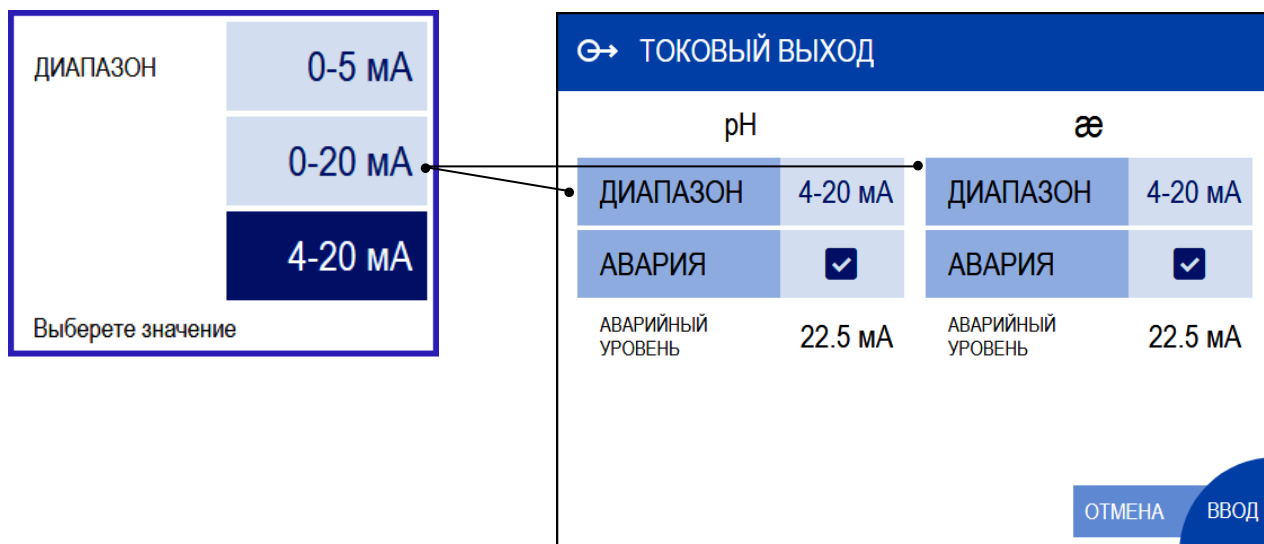 ДИАПАЗОН
0-5 мА
0-20 мА
4-20 мА
Выберете значение
ТОКОВЫЙ ВЫХОД
pH
æ
ДИАПАЗОН
4-20 мА
ДИАПАЗОН
4-20 мА
АВАРИЯ
АВАРИЯ
АВАРИЙНЫЙ
УРОВЕНЬ
22.5 мА
АВАРИЙНЫЙ
УРОВЕНЬ
22.5 мА
ОТМЕНА
ВВОД